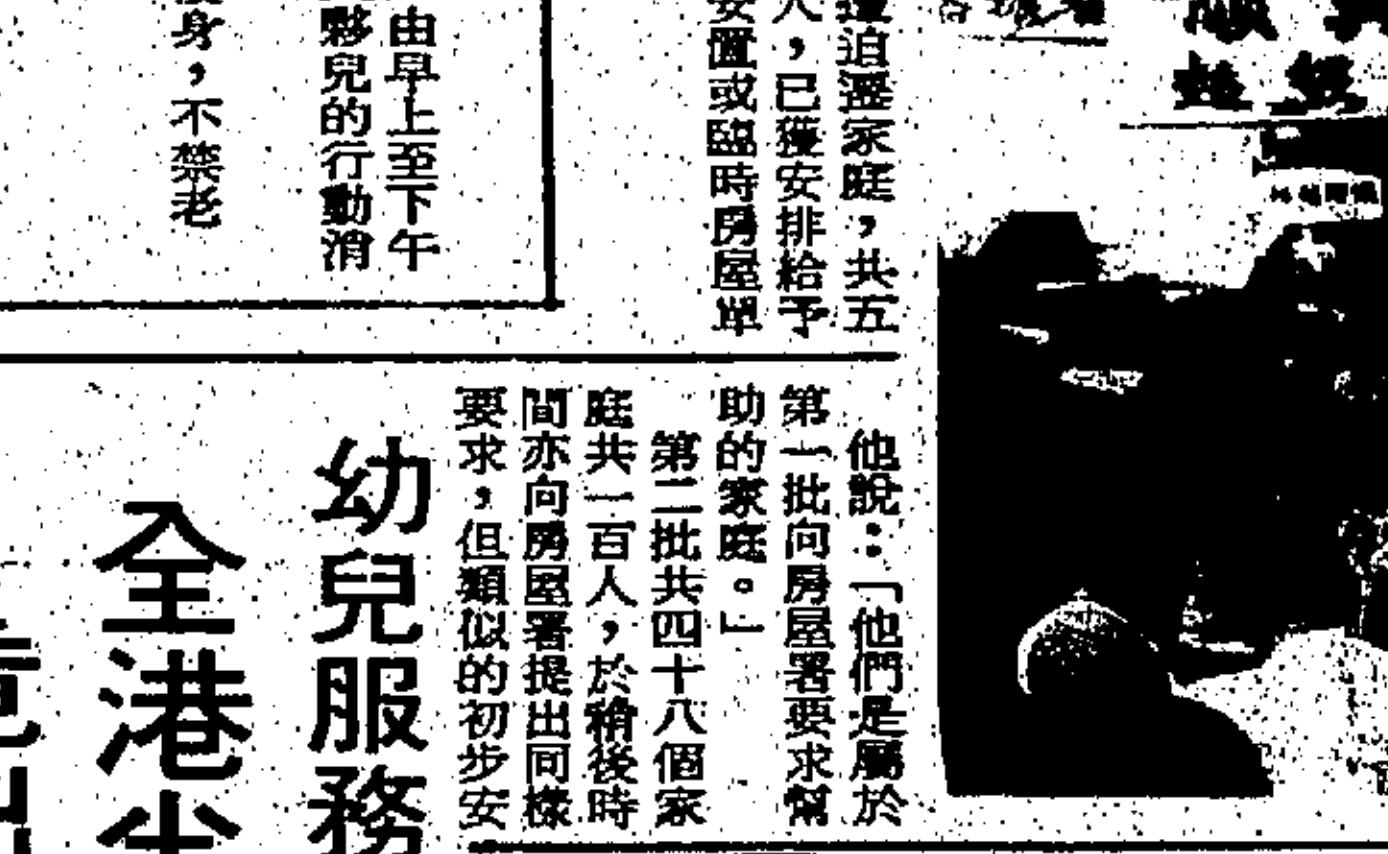 遭迫遷家庭，共五
人，已獲安排給予
安置或臨時房屋單
他說：「他們是屬於
第一批向房屋署要求幫
助的家庭。」
第二批共四十八個家
庭共一百人，於稍後時
間亦向房屋署提出同樣
要求，但類似的初步安
由早上至下午
夥兒的行動消
身，不禁老
幼兒服務
全港